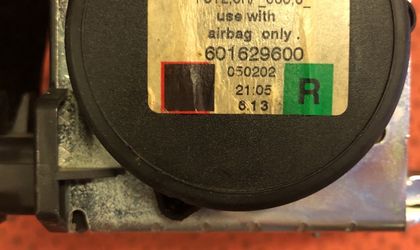 use with
airbag only.
601629600
050202
21:05
6.13
R